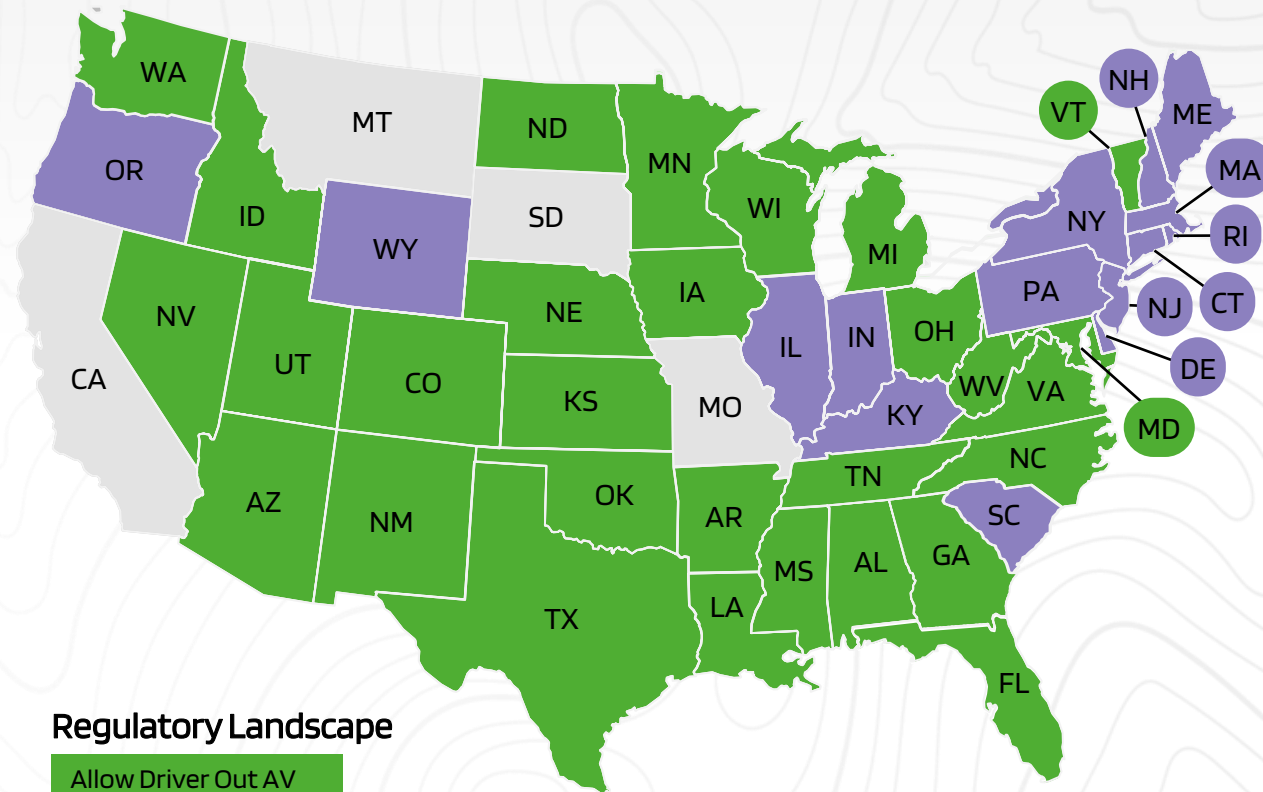 WA
MT
ND
MN
OR
ID
WY
SD
WI
MI
VT
NH
ME
MA
NY
RI
CT
NJ
PA
DE
MD
NV
UT
CO
NE
IA
IL
IN
OH
WV
VA
CA
KS
MO
KY
AZ
NM
OK
AR
TN
NC
SC
TX
LA
MS
AL
GA
FL
Regulatory Landscape
Allow Driver Out AV